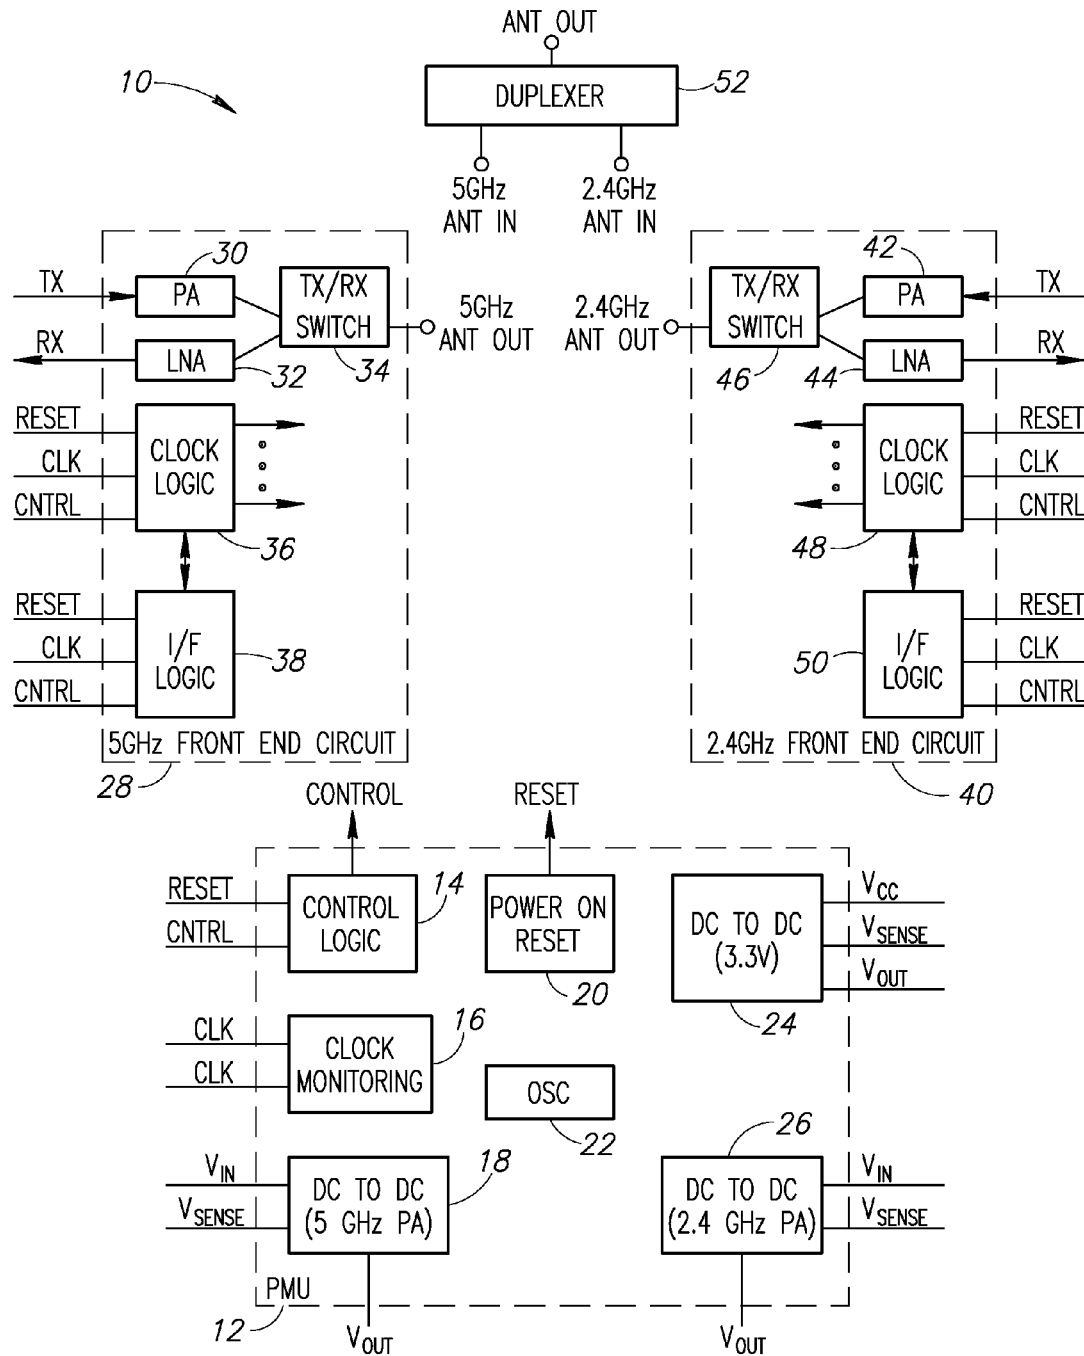 ANT OUT
10
DUPLEXER
52
5GHz
ANT IN
2.4GHz
ANT IN
TX
30
PA
TX/RX
SWITCH
34
RX
LNA
32
5GHz
ANT OUT
RESET
CLK
CNTRL
CLOCK
LOGIC
36
RESET
CLK
CNTRL
I/F
LOGIC
38
5GHz FRONT END CIRCUIT
28
2.4GHz
ANT OUT
TX/RX
SWITCH
46
42
PA
TX
44
LNA
RX
CLOCK
LOGIC
48
RESET
CLK
CNTRL
50
I/F
LOGIC
RESET
CLK
CNTRL
2.4GHz FRONT END CIRCUIT
40
CONTROL
RESET
RESET
CNTRL
CONTROL
LOGIC
14
POWER ON
RESET
20
DC TO DC
(3.3V)
24
VCC
VSENSE
VOUT
CLK
CLK
CLOCK
MONITORING
16
OSC
22
VIN
VSENSE
DC TO DC
(5 GHz PA)
18
26
DC TO DC
(2.4 GHz PA)
VIN
VSENSE
PMU
12
VOUT
VOUT